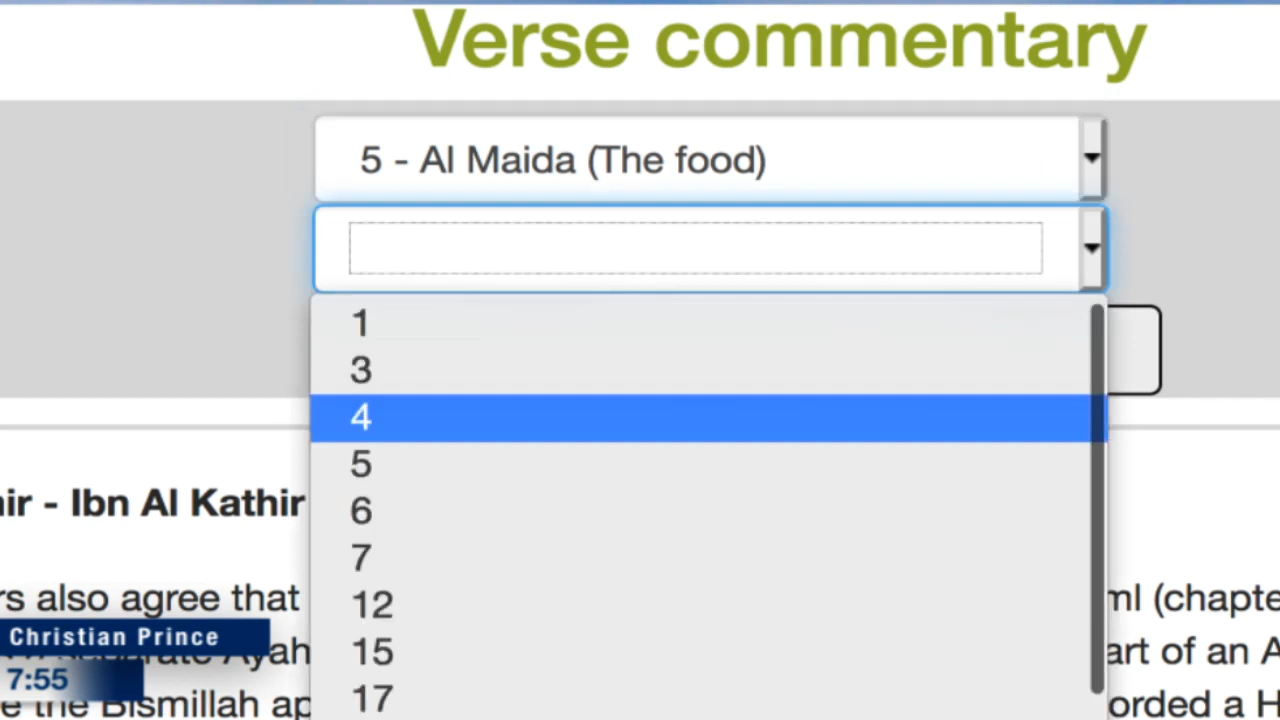 Verse commentary
5 - Al Maida (The food)
1
3
4
5
6
7
12
15
17
ir - Ibn Al Kathir
rs also agree that
ml (chapte
Christian Prince
Ayah
art of an A
7:55
e the Bismillah ap
orded a H